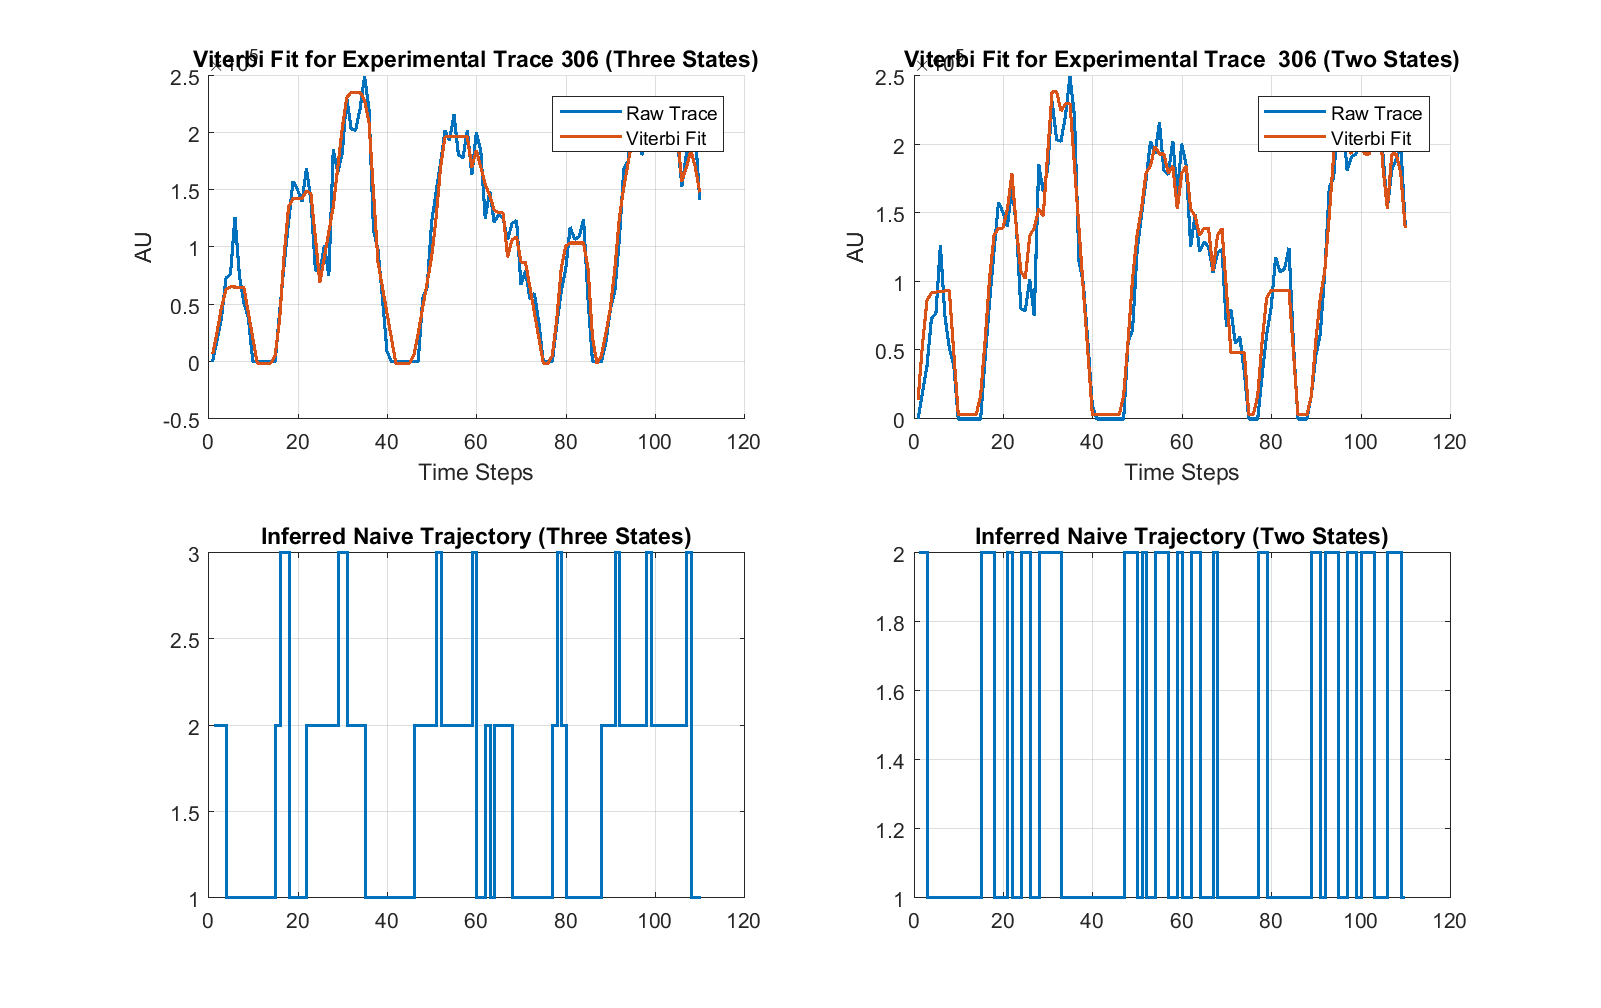 Viterbi Fit for Experimental Trace 306 (Three States)
×10^5
2.5
2
1.5
1
0.5
0
-0.5
AU
0 20 40 60 80 100 120
Time Steps
Raw Trace
Viterbi Fit
Viterbi Fit for Experimental Trace  306 (Two States)
×10^5
2.5
2
1.5
1
0.5
0
AU
0 20 40 60 80 100 120
Time Steps
Raw Trace
Viterbi Fit
Inferred Naive Trajectory (Three States)
3
2.5
2
1.5
1
0 20 40 60 80 100 120
Inferred Naive Trajectory (Two States)
2
1.8
1.6
1.4
1.2
1
0 20 40 60 80 100 120